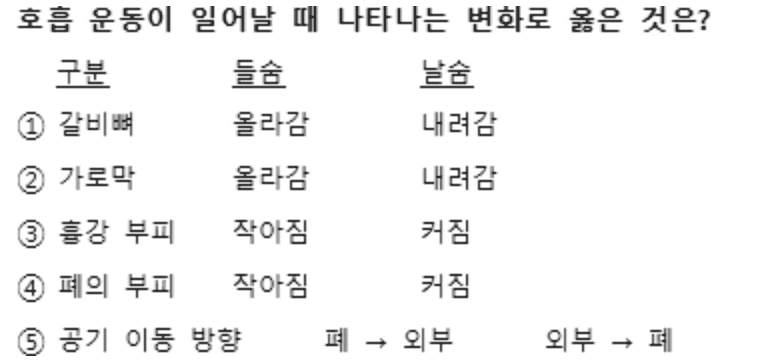 호흡 운동이 일어날 때 나타나는 변화로 옳은 것은?
구분 들숨 날숨
① 갈비뼈 올라감 내려감
② 가로막 올라감 내려감
③ 흉강 부피 작아짐 커짐
④ 폐의 부피 작아짐 커짐
⑤ 공기 이동 방향 폐 → 외부 외부 → 폐